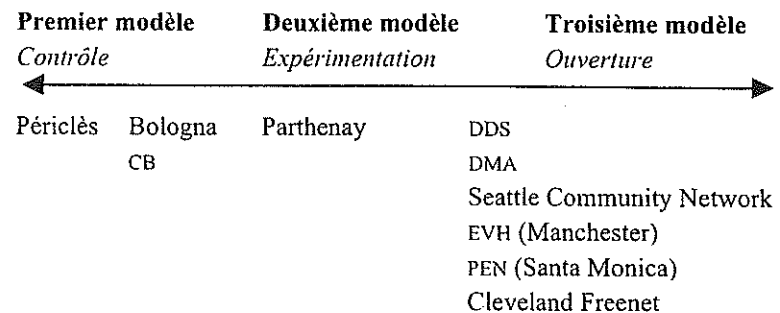 Premier modèle Deuxième modèle Troisième modèle
Contrôle Expérimentation Ouverture
Périclès Bologna Parthenay DDS
CB DMA
Seattle Community Network
EVH (Manchester)
PEN (Santa Monica)
Cleveland Freenet